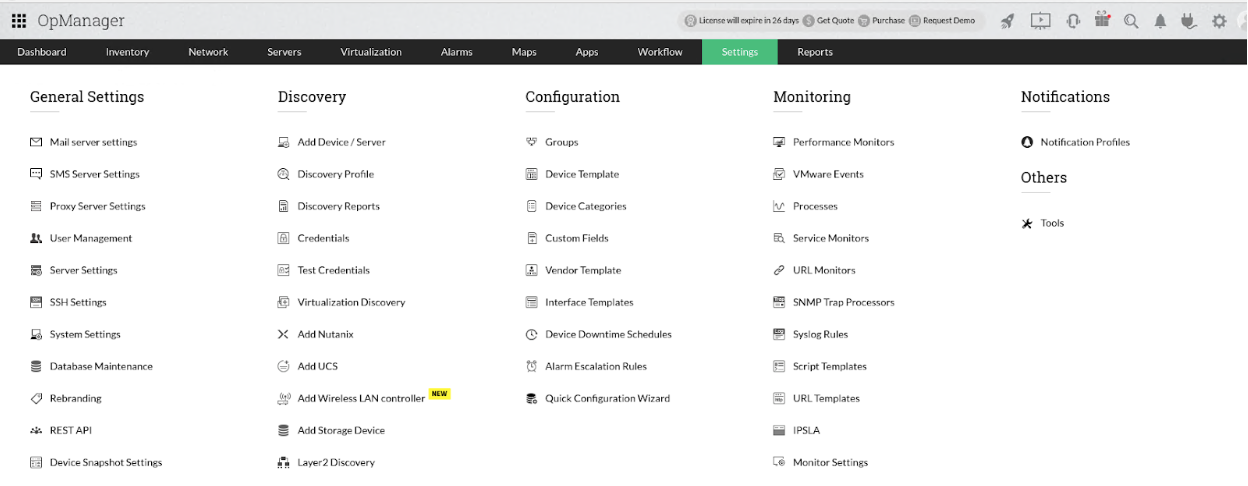 OpManager
License will expire in 26 days Get Quote Purchase Request Demo
Dashboard Inventory Network Servers Virtualization Alarms Maps Apps Workflow Settings Reports
General Settings
Mail server settings
SMS Server Settings
Proxy Server Settings
User Management
Server Settings
SSH Settings
System Settings
Database Maintenance
Rebranding
REST API
Device Snapshot Settings
Discovery
Add Device / Server
Discovery Profile
Discovery Reports
Credentials
Test Credentials
Virtualization Discovery
Add Nutanix
Add UCS
Add Wireless LAN controller NEW
Add Storage Device
Layer2 Discovery
Configuration
Groups
Device Template
Device Categories
Custom Fields
Vendor Template
Interface Templates
Device Downtime Schedules
Alarm Escalation Rules
Quick Configuration Wizard
Monitoring
Performance Monitors
VMware Events
Processes
Service Monitors
URL Monitors
SNMP Trap Processors
Syslog Rules
Script Templates
URL Templates
IPSLA
Monitor Settings
Notifications
Notification Profiles
Others
Tools